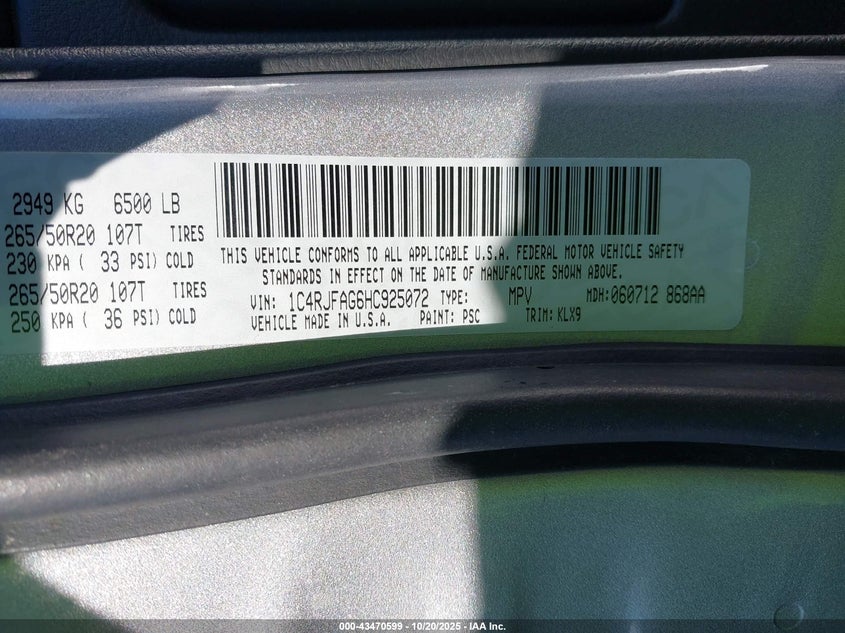 2949 KG 6500 LB
265/50R20 107T TIRES
230 KPA ( 33 PSI) COLD
265/50R20 107T TIRES
250 KPA ( 36 PSI) COLD
THIS VEHICLE CONFORMS TO ALL APPLICABLE U.S.A. FEDERAL MOTOR VEHICLE SAFETY
STANDARDS IN EFFECT ON THE DATE OF MANUFACTURE SHOWN ABOVE.
VIN: 1C4RJFAG6HC925072 TYPE: MPV MDH:060712 868AA
VEHICLE MADE IN U.S.A. PAINT: PSC TRIM: KLX9
000-43470599 - 10/20/2025 - IAA Inc.